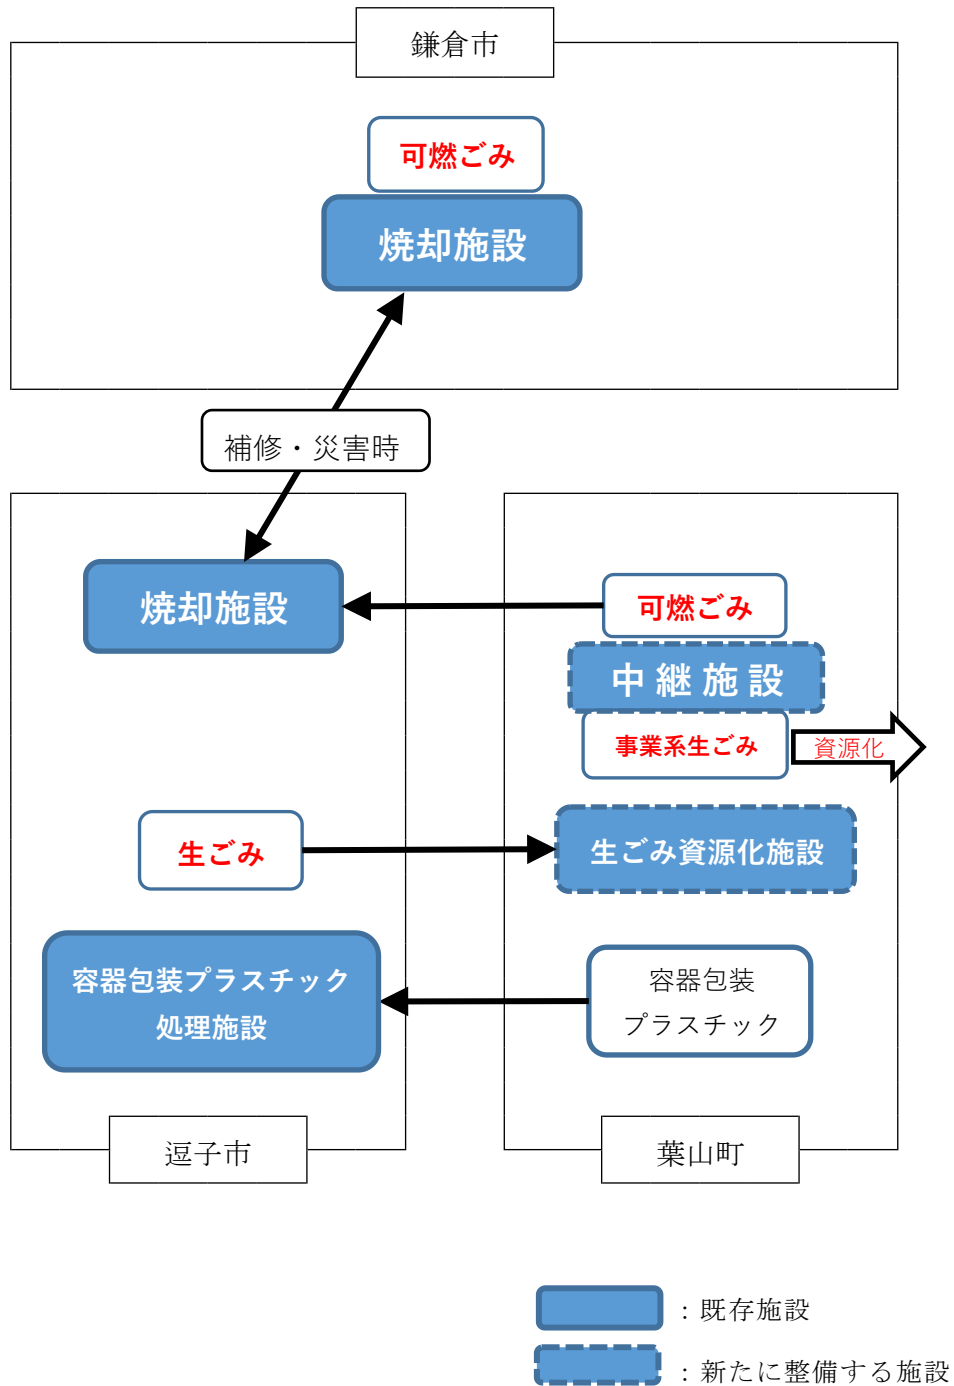 鎌倉市
可燃ごみ
焼却施設
補修・災害時
焼却施設
可燃ごみ
中継施設
事業系生ごみ
資源化
生ごみ
生ごみ資源化施設
容器包装プラスチック
処理施設
容器包装
プラスチック
逗子市
葉山町
：既存施設
：新たに整備する施設